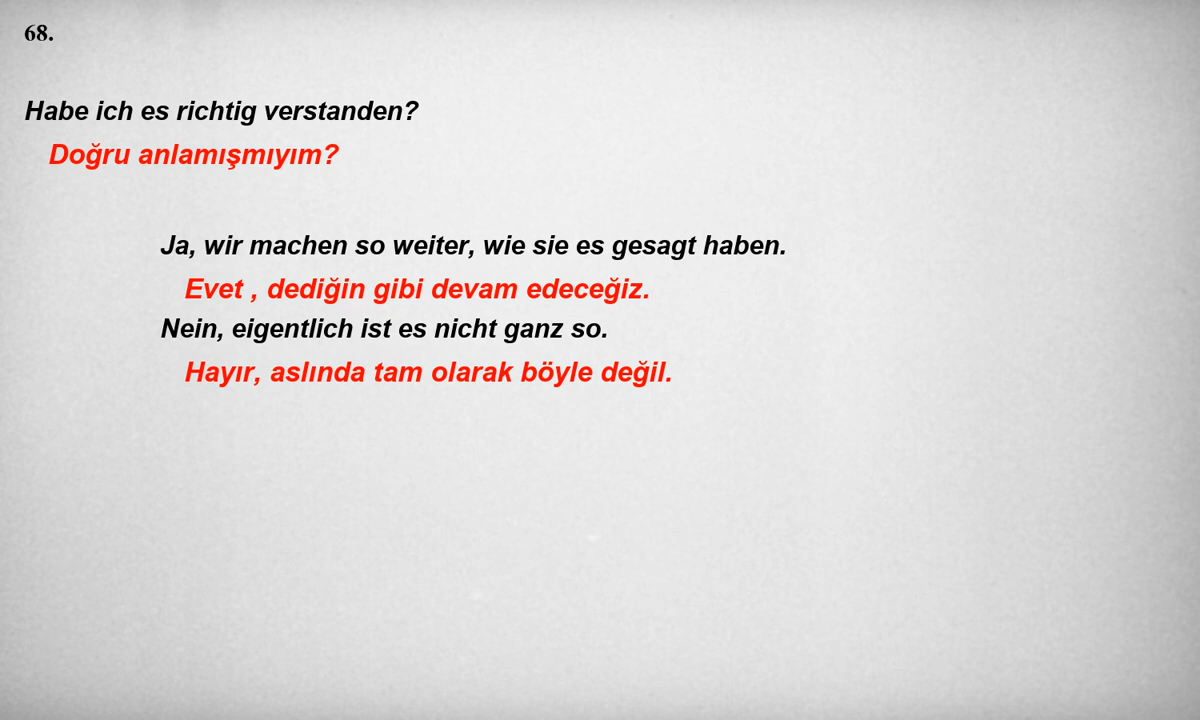 68.
Habe ich es richtig verstanden?
Doğru anlamışmıyım?
Ja, wir machen so weiter, wie sie es gesagt haben.
Evet , dediğin gibi devam edeceğiz.
Nein, eigentlich ist es nicht ganz so.
Hayır, aslında tam olarak böyle değil.